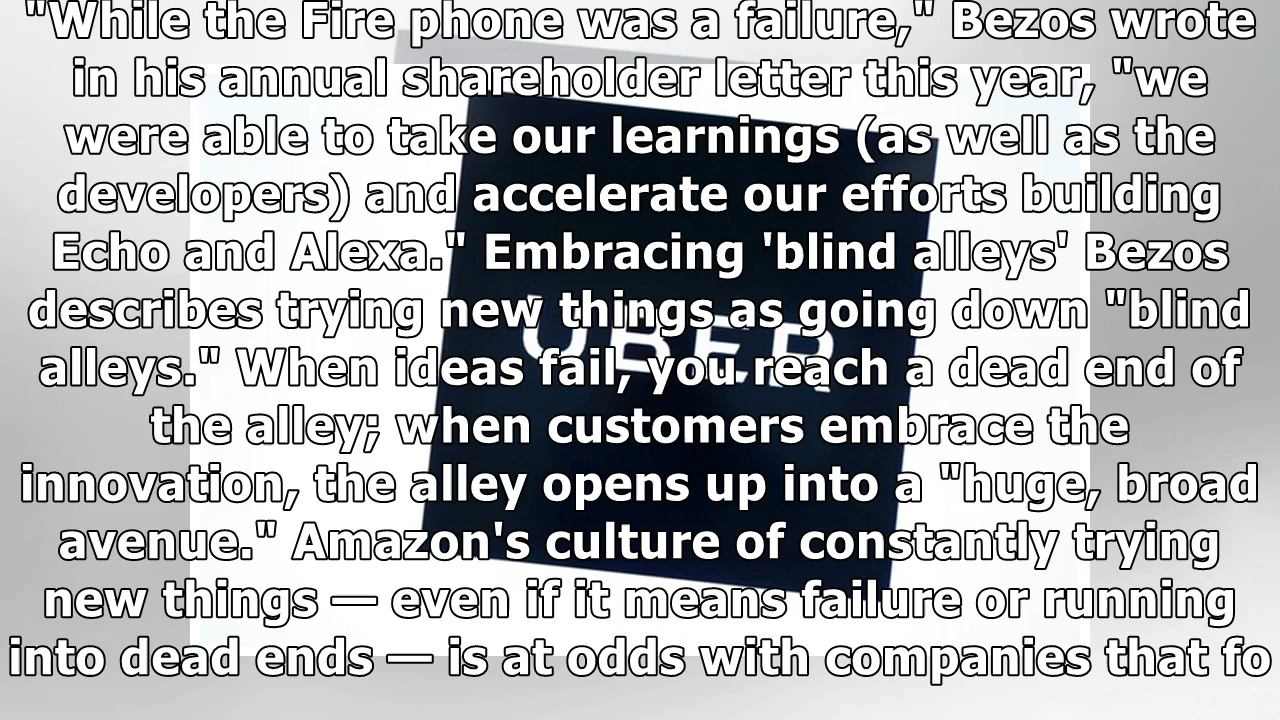 "While the Fire phone was a failure," Bezos wrote
in his annual shareholder letter this year, "we
were able to take our learnings (as well as the
developers) and accelerate our efforts building
Echo and Alexa." Embracing 'blind alleys' Bezos
describes trying new things as going down "blind
UBER
alleys." When ideas fail, you reach a dead end of
the alley; when customers embrace the
innovation, the alley opens up into a "huge, broad
avenue." Amazon's culture of constantly trying
new things — even if it means failure or running
into dead ends — is at odds with companies that fo